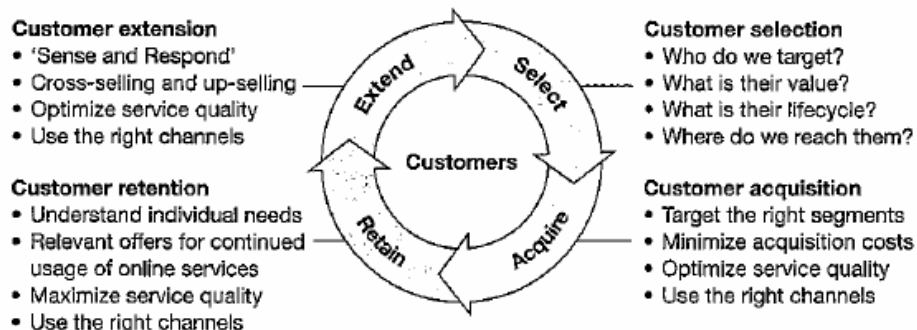 Customer extension
• 'Sense and Respond'
• Cross-selling and up-selling
• Optimize service quality
• Use the right channels
Customer selection
• Who do we target?
• What is their value?
• What is their lifecycle?
• Where do we reach them?
Extend
Select
Customers
Retain
Acquire
Customer retention
• Understand individual needs
• Relevant offers for continued
usage of online services
• Maximize service quality
• Use the right channels
Customer acquisition
• Target the right segments
• Minimize acquisition costs
• Optimize service quality
• Use the right channels